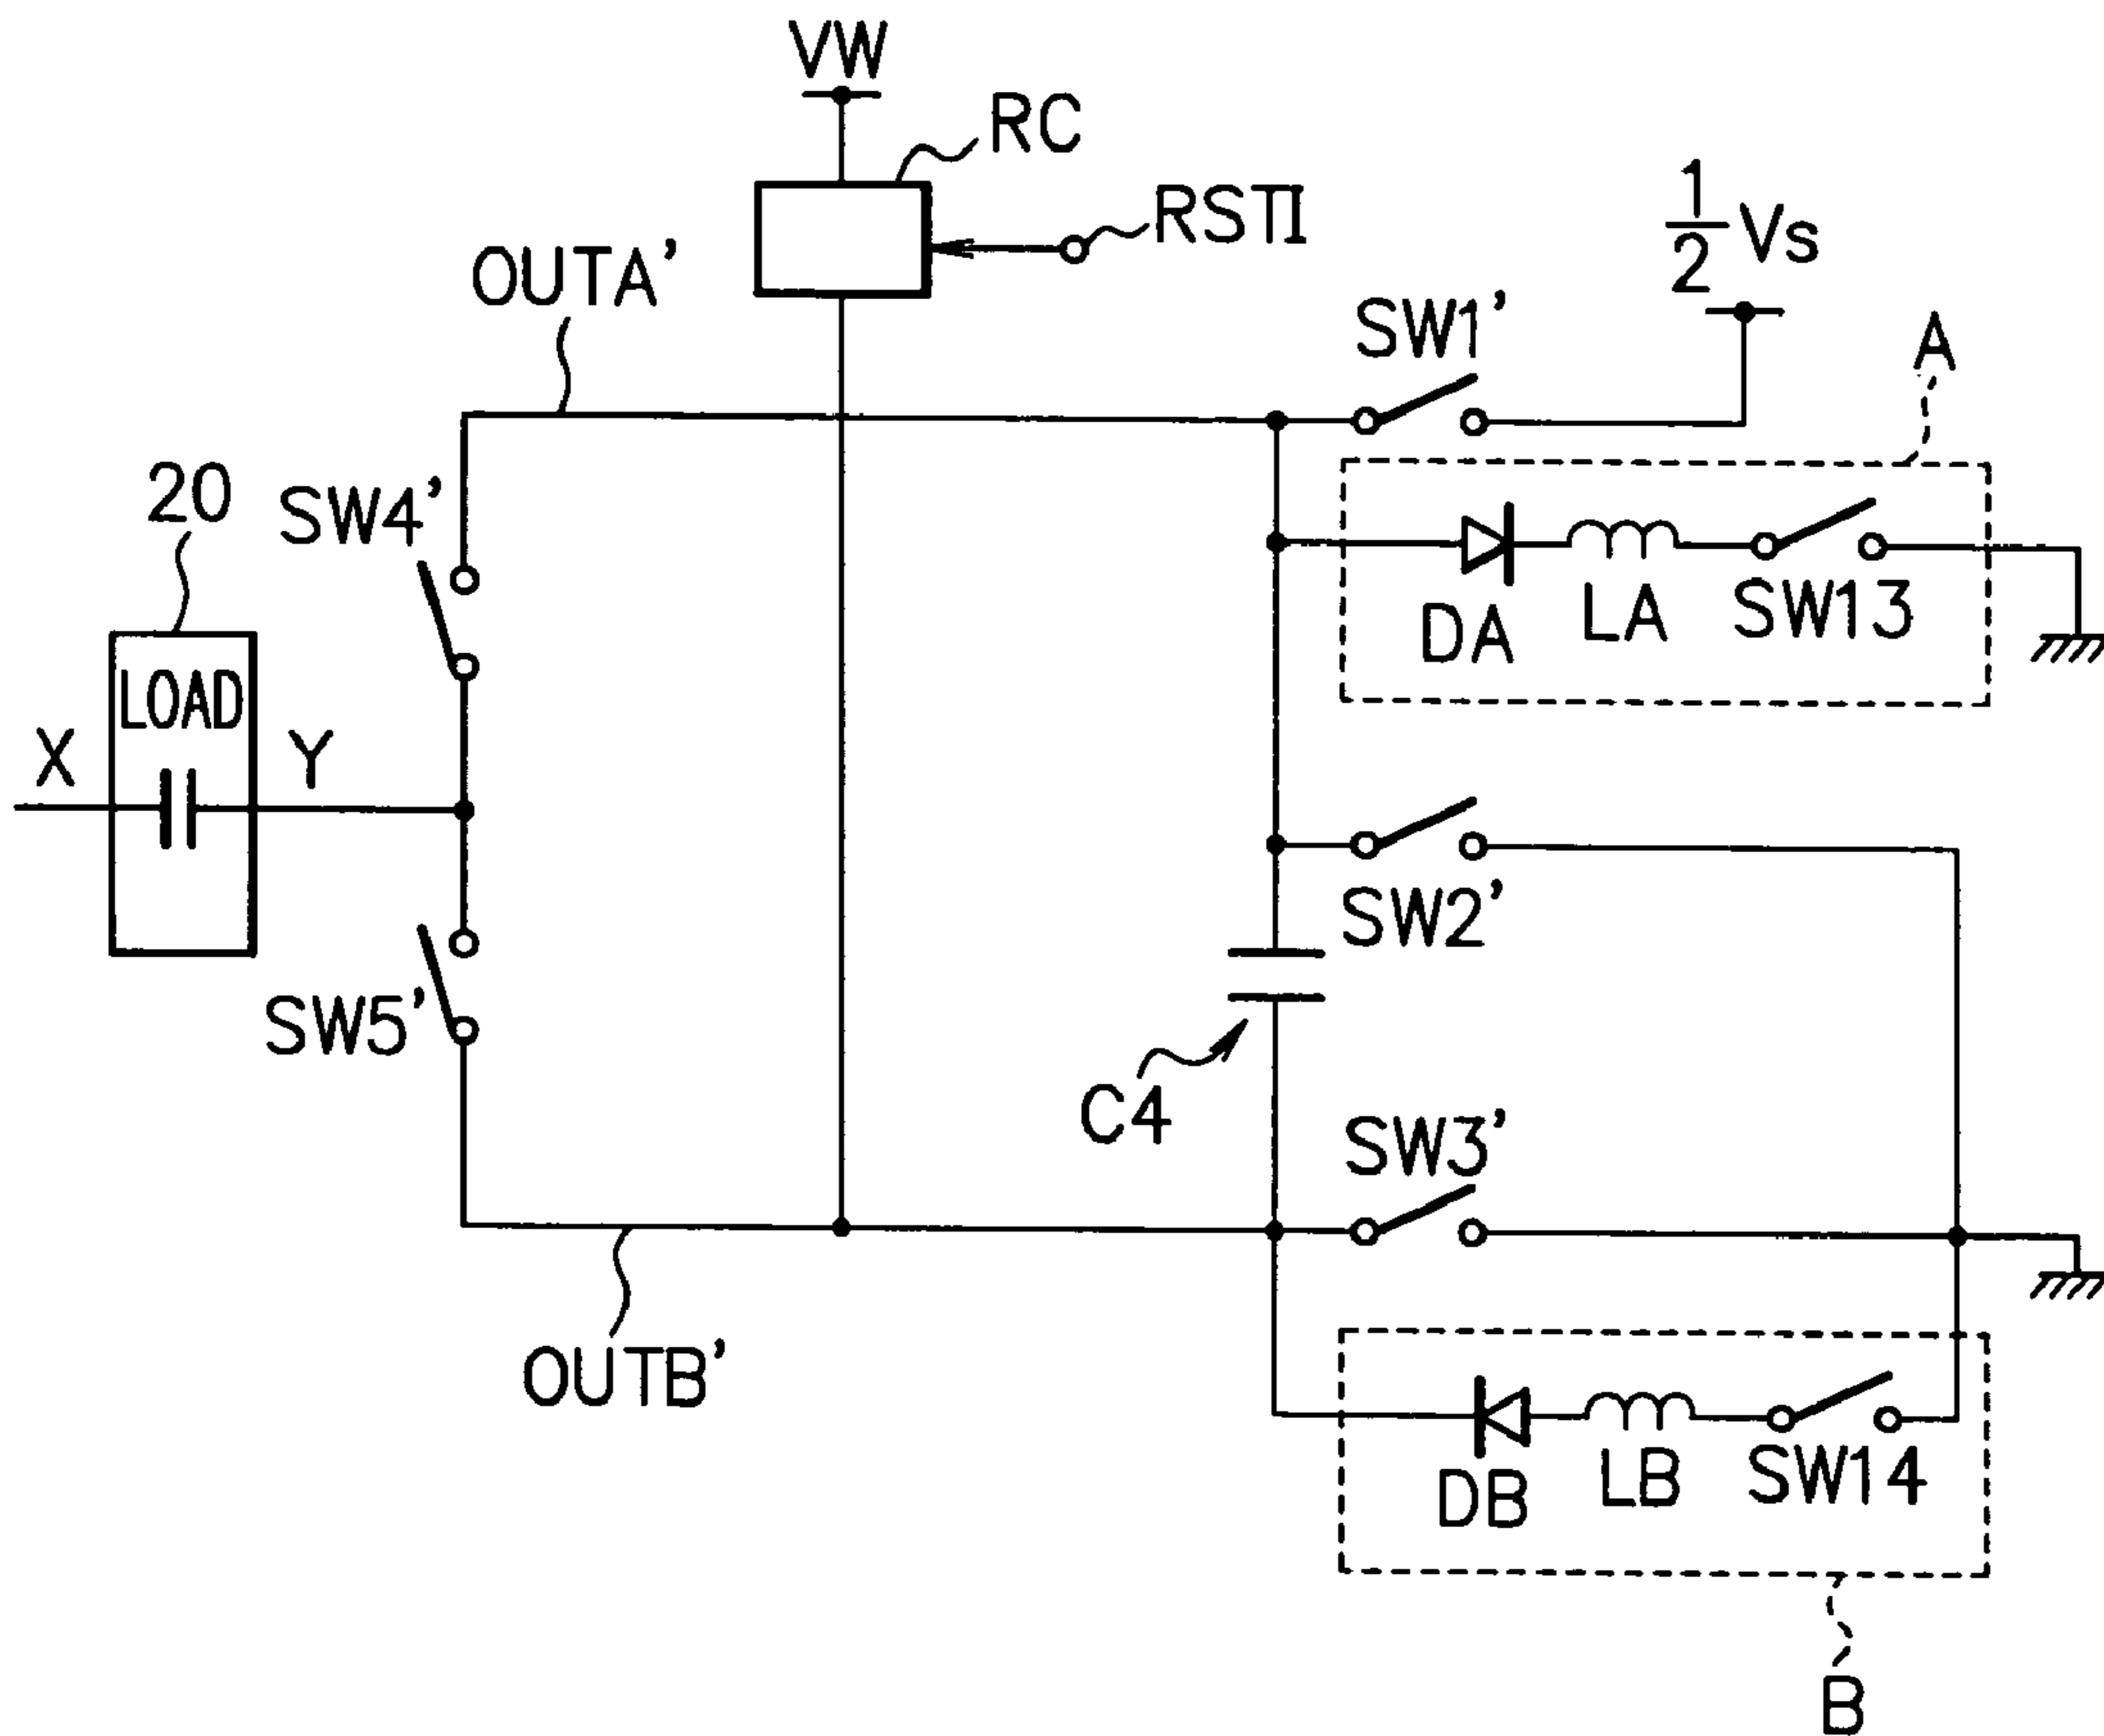 VW
RC
RSTI
1/2 Vs
OUTA'
SW1'
A
20
SW4'
DA
LA
SW13
LOAD
X
Y
SW2'
SW5'
C4
SW3'
OUTB'
DB
LB
SW14
B